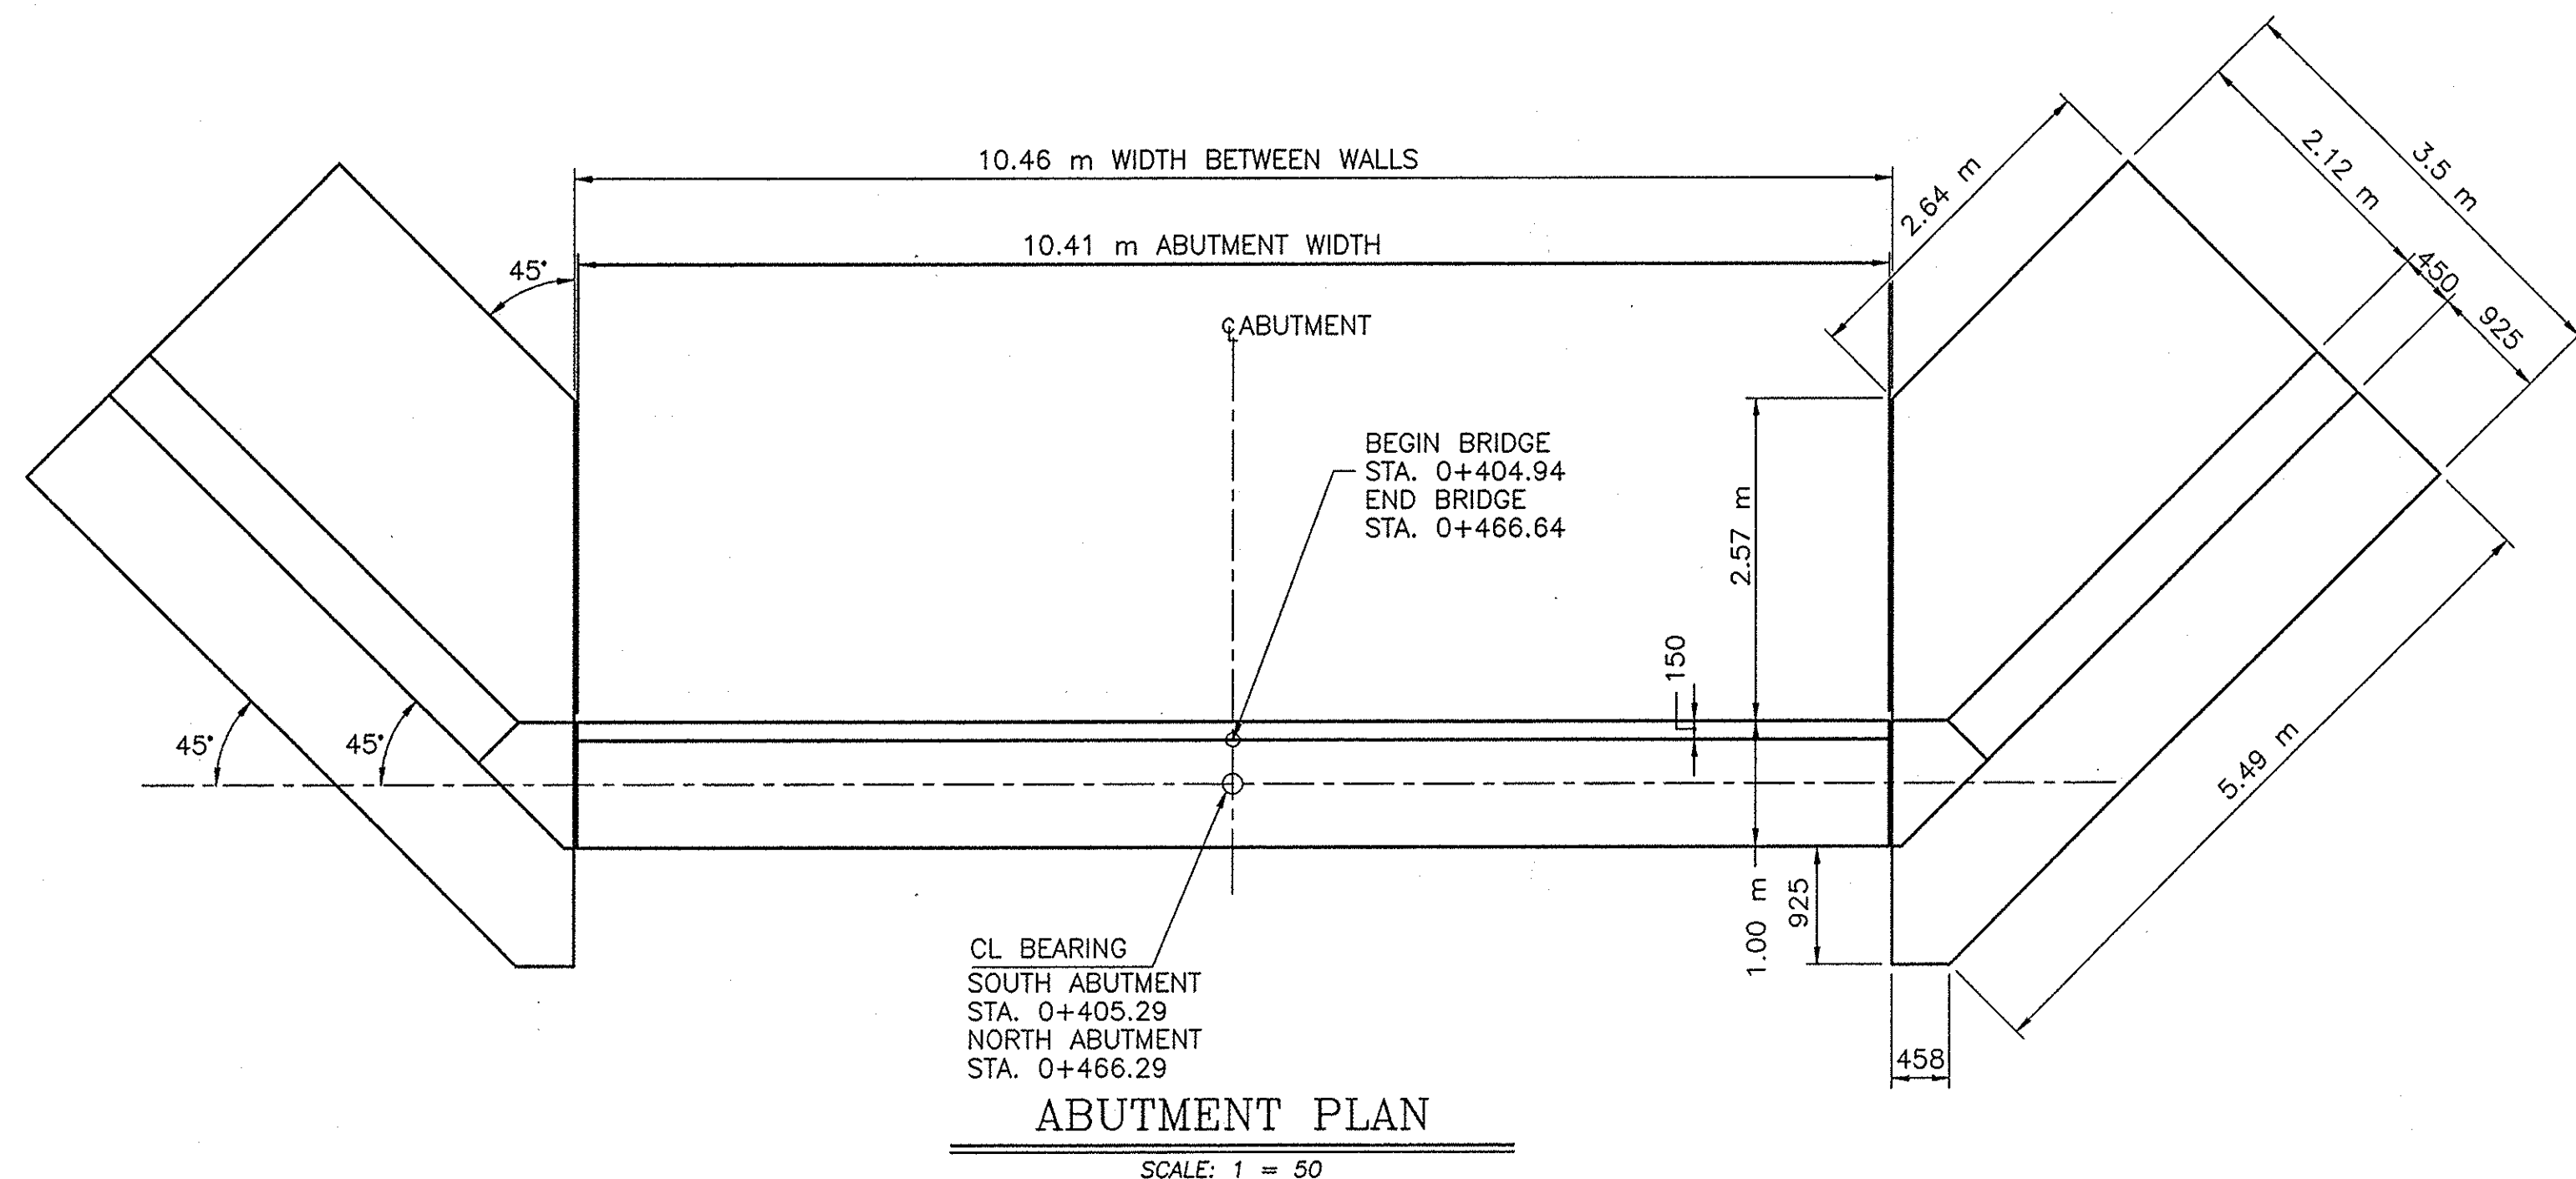 10.46 m WIDTH BETWEEN WALLS
10.41 m ABUTMENT WIDTH
45°
℄ ABUTMENT
2.64 m
2.12 m
3.5 m
450
925
BEGIN BRIDGE
STA. 0+404.94
END BRIDGE
STA. 0+466.64
2.57 m
150
45°
45°
5.49 m
1.00 m
925
CL BEARING
SOUTH ABUTMENT
STA. 0+405.29
NORTH ABUTMENT
STA. 0+466.29
458
ABUTMENT PLAN
SCALE: 1 = 50